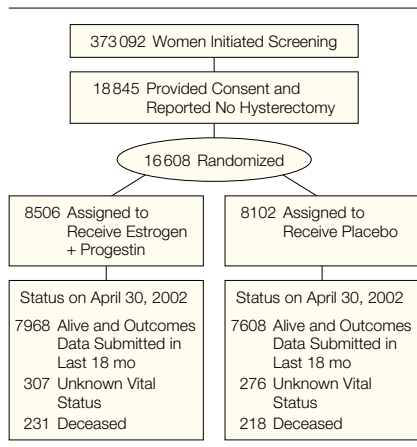 373 092 Women Initiated Screening
18 845 Provided Consent and
Reported No Hysterectomy
16 608 Randomized
8506 Assigned to
Receive Estrogen
+ Progestin
8102 Assigned to
Receive Placebo
Status on April 30, 2002
7968 Alive and Outcomes
Data Submitted in
Last 18 mo
307 Unknown Vital
Status
231 Deceased
Status on April 30, 2002
7608 Alive and Outcomes
Data Submitted in
Last 18 mo
276 Unknown Vital
Status
218 Deceased